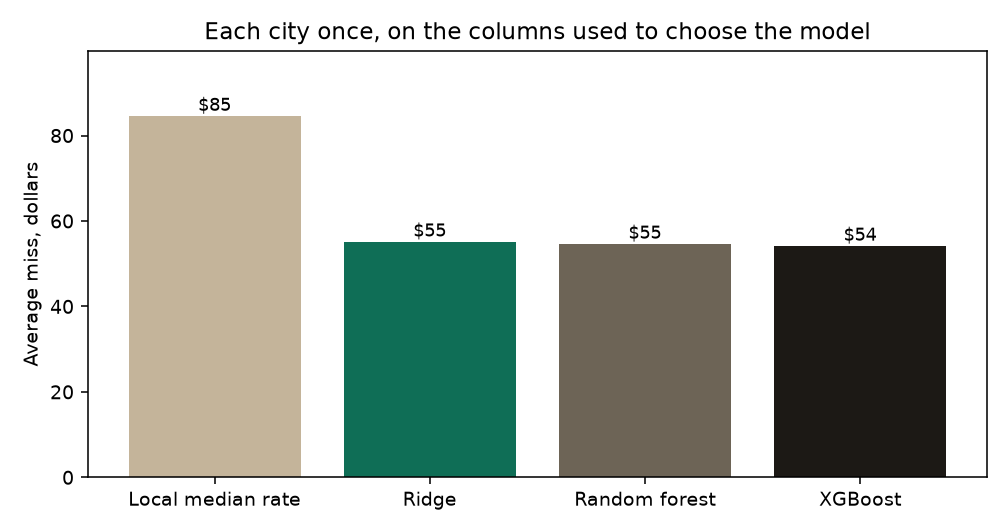 Each city once, on the columns used to choose the model
Average miss, dollars
80
60
40
20
0
$85
$55
$55
$54
Local median rate
Ridge
Random forest
XGBoost